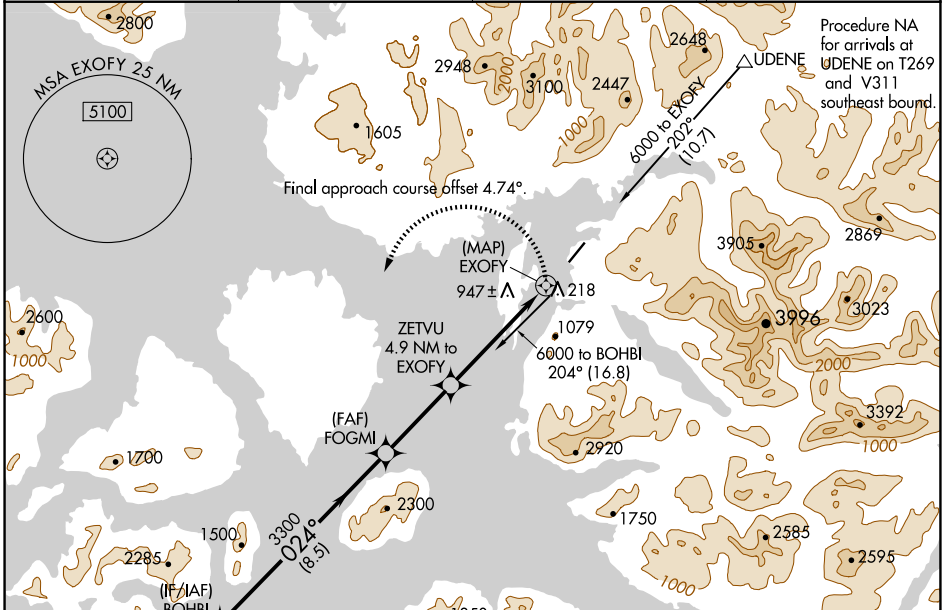 2800
MSA EXOFY 25 NM
5100
1605
2948
2000
3100
2447
1000
2648
UDENE
Procedure NA
for arrivals at
UDENE on T269
and V311
southeast bound.
6000 to EXOFY
202°
(10.7)
Final approach course offset 4.74°.
(MAP)
EXOFY
947 ±
218
3905
2869
3023
3996
2000
1079
6000 to BOHBI
204° (16.8)
ZETVU
4.9 NM to
EXOFY
2600
1000
(FAF)
FOGMI
3392
1000
2920
1700
2300
1750
3300
024°
(8.5)
1500
2285
2585
2595
1000
(IF/IAF)
BOHBI